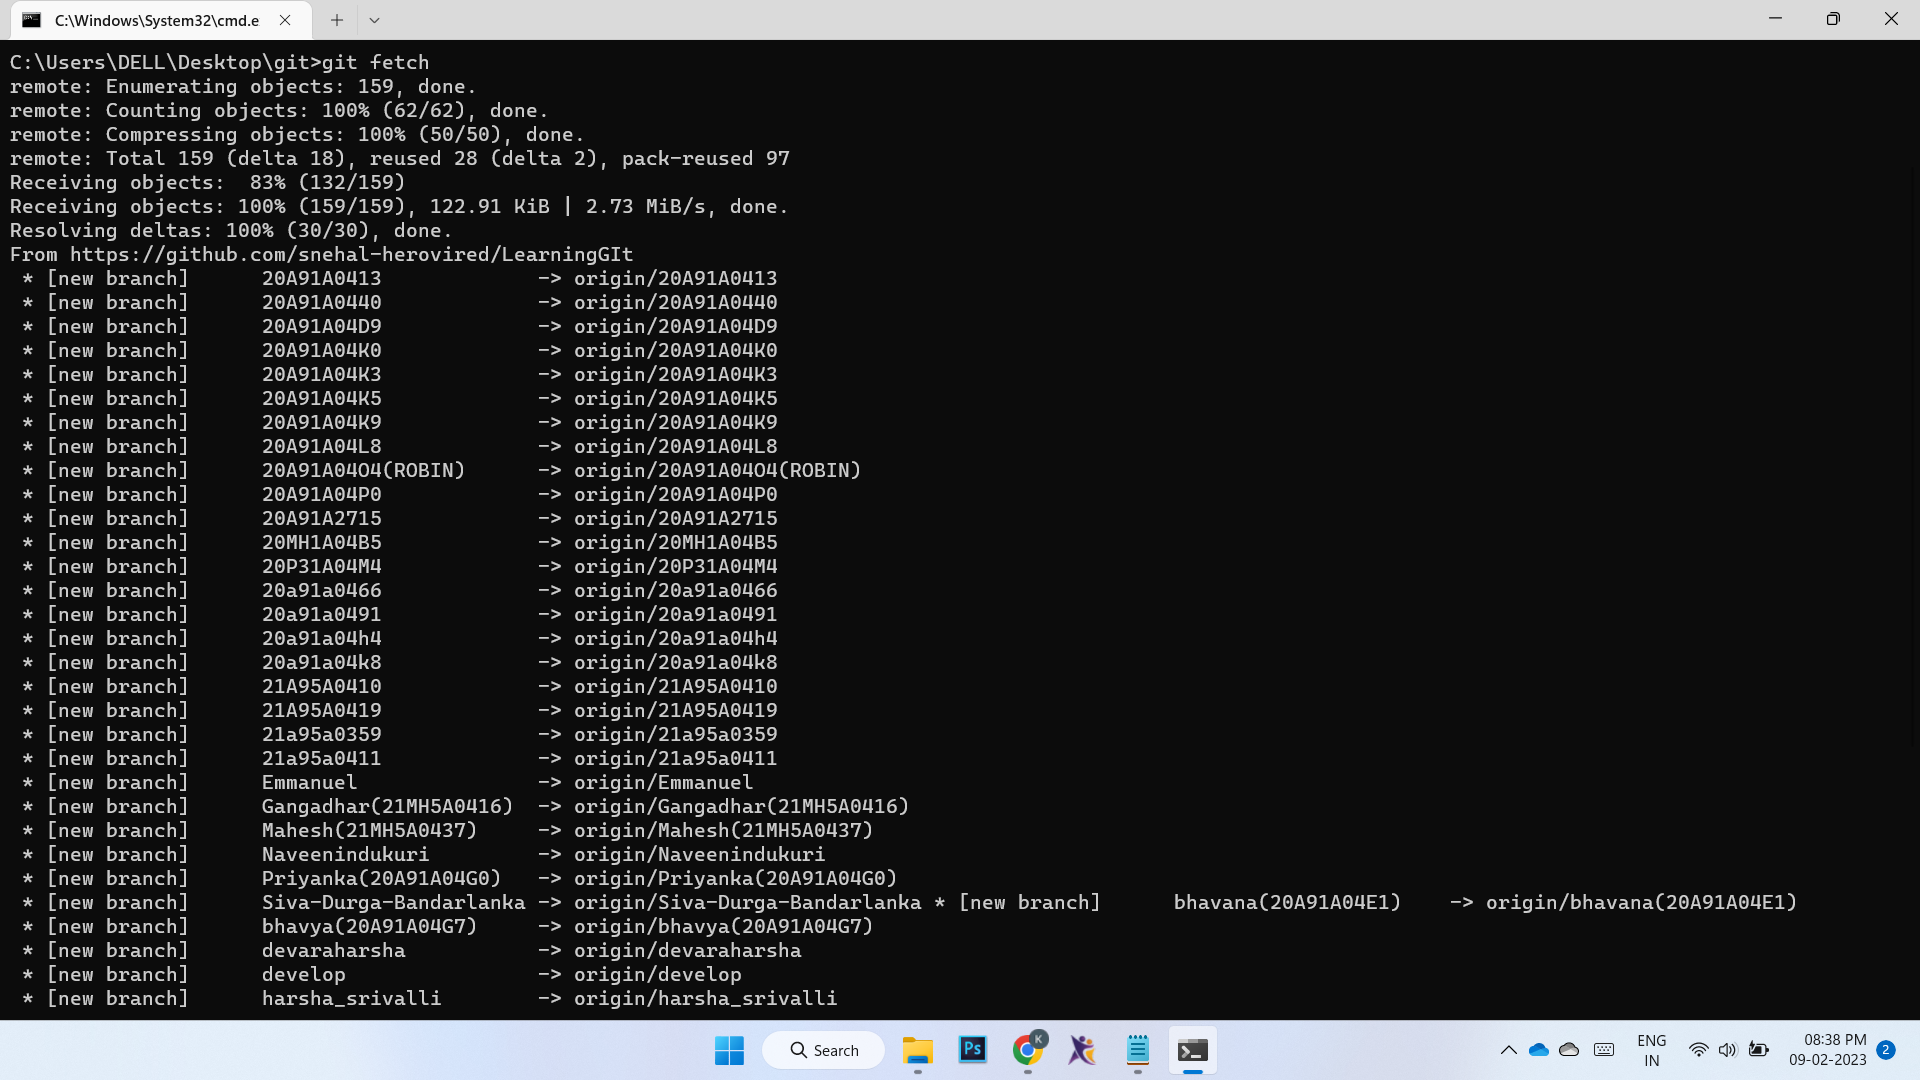 C:\Windows\System32\cmd.e
C:\Users\DELL\Desktop\git>git fetch
remote: Enumerating objects: 159, done.
remote: Counting objects: 100% (62/62), done.
remote: Compressing objects: 100% (50/50), done.
remote: Total 159 (delta 18), reused 28 (delta 2), pack-reused 97
Receiving objects:  83% (132/159)
Receiving objects: 100% (159/159), 122.91 KiB | 2.73 MiB/s, done.
Resolving deltas: 100% (30/30), done.
From https://github.com/snehal-herovired/LearningGIt
 * [new branch]      20A91A0413             -> origin/20A91A0413
 * [new branch]      20A91A0440             -> origin/20A91A0440
 * [new branch]      20A91A04D9             -> origin/20A91A04D9
 * [new branch]      20A91A04K0             -> origin/20A91A04K0
 * [new branch]      20A91A04K3             -> origin/20A91A04K3
 * [new branch]      20A91A04K5             -> origin/20A91A04K5
 * [new branch]      20A91A04K9             -> origin/20A91A04K9
 * [new branch]      20A91A04L8             -> origin/20A91A04L8
 * [new branch]      20A91A04O4(ROBIN)      -> origin/20A91A04O4(ROBIN)
 * [new branch]      20A91A04P0             -> origin/20A91A04P0
 * [new branch]      20A91A2715             -> origin/20A91A2715
 * [new branch]      20MH1A04B5             -> origin/20MH1A04B5
 * [new branch]      20P31A04M4             -> origin/20P31A04M4
 * [new branch]      20a91a0466             -> origin/20a91a0466
 * [new branch]      20a91a0491             -> origin/20a91a0491
 * [new branch]      20a91a04h4             -> origin/20a91a04h4
 * [new branch]      20a91a04k8             -> origin/20a91a04k8
 * [new branch]      21A95A0410             -> origin/21A95A0410
 * [new branch]      21A95A0419             -> origin/21A95A0419
 * [new branch]      21a95a0359             -> origin/21a95a0359
 * [new branch]      21a95a0411             -> origin/21a95a0411
 * [new branch]      Emmanuel               -> origin/Emmanuel
 * [new branch]      Gangadhar(21MH5A0416)  -> origin/Gangadhar(21MH5A0416)
 * [new branch]      Mahesh(21MH5A0437)     -> origin/Mahesh(21MH5A0437)
 * [new branch]      Naveenindukuri         -> origin/Naveenindukuri
 * [new branch]      Priyanka(20A91A04G0)   -> origin/Priyanka(20A91A04G0)
 * [new branch]      Siva-Durga-Bandarlanka -> origin/Siva-Durga-Bandarlanka * [new branch]      bhavana(20A91A04E1)    -> origin/bhavana(20A91A04E1)
 * [new branch]      bhavya(20A91A04G7)     -> origin/bhavya(20A91A04G7)
 * [new branch]      devaraharsha           -> origin/devaraharsha
 * [new branch]      develop                -> origin/develop
 * [new branch]      harsha_srivalli        -> origin/harsha_srivalli
Search
Ps
K
ENG
IN
08:38 PM
09-02-2023
2